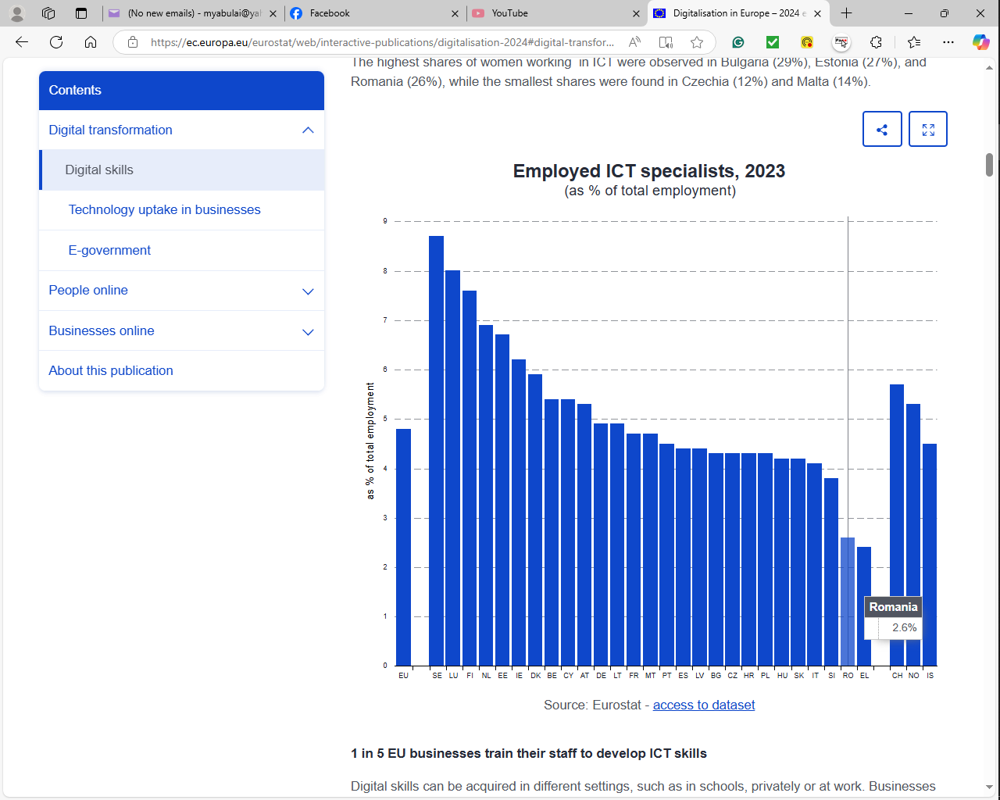 (No new emails) - myabulai@ya
Facebook
YouTube
Digitalisation in Europe – 2024 e
https://ec.europa.eu/eurostat/web/interactive-publications/digitalisation-2024#digital-transfor...
The highest shares of women working in ICT were observed in Bulgaria (29%), Estonia (27%), and
Romania (26%), while the smallest shares were found in Czechia (12%) and Malta (14%).
Contents
Digital transformation
Digital skills
Technology uptake in businesses
E-government
People online
Businesses online
About this publication
Employed ICT specialists, 2023
(as % of total employment)
as % of total employment
9
8
7
6
5
4
3
2
1
0
EU SE LU FI NL EE IE DK BE CY AT DE LT FR MT PT ES LV BG CZ HR PL HU SK IT SI RO EL CH NO IS
Romania
2.6%
Source: Eurostat - access to dataset
1 in 5 EU businesses train their staff to develop ICT skills
Digital skills can be acquired in different settings, such as in schools, privately or at work. Businesses